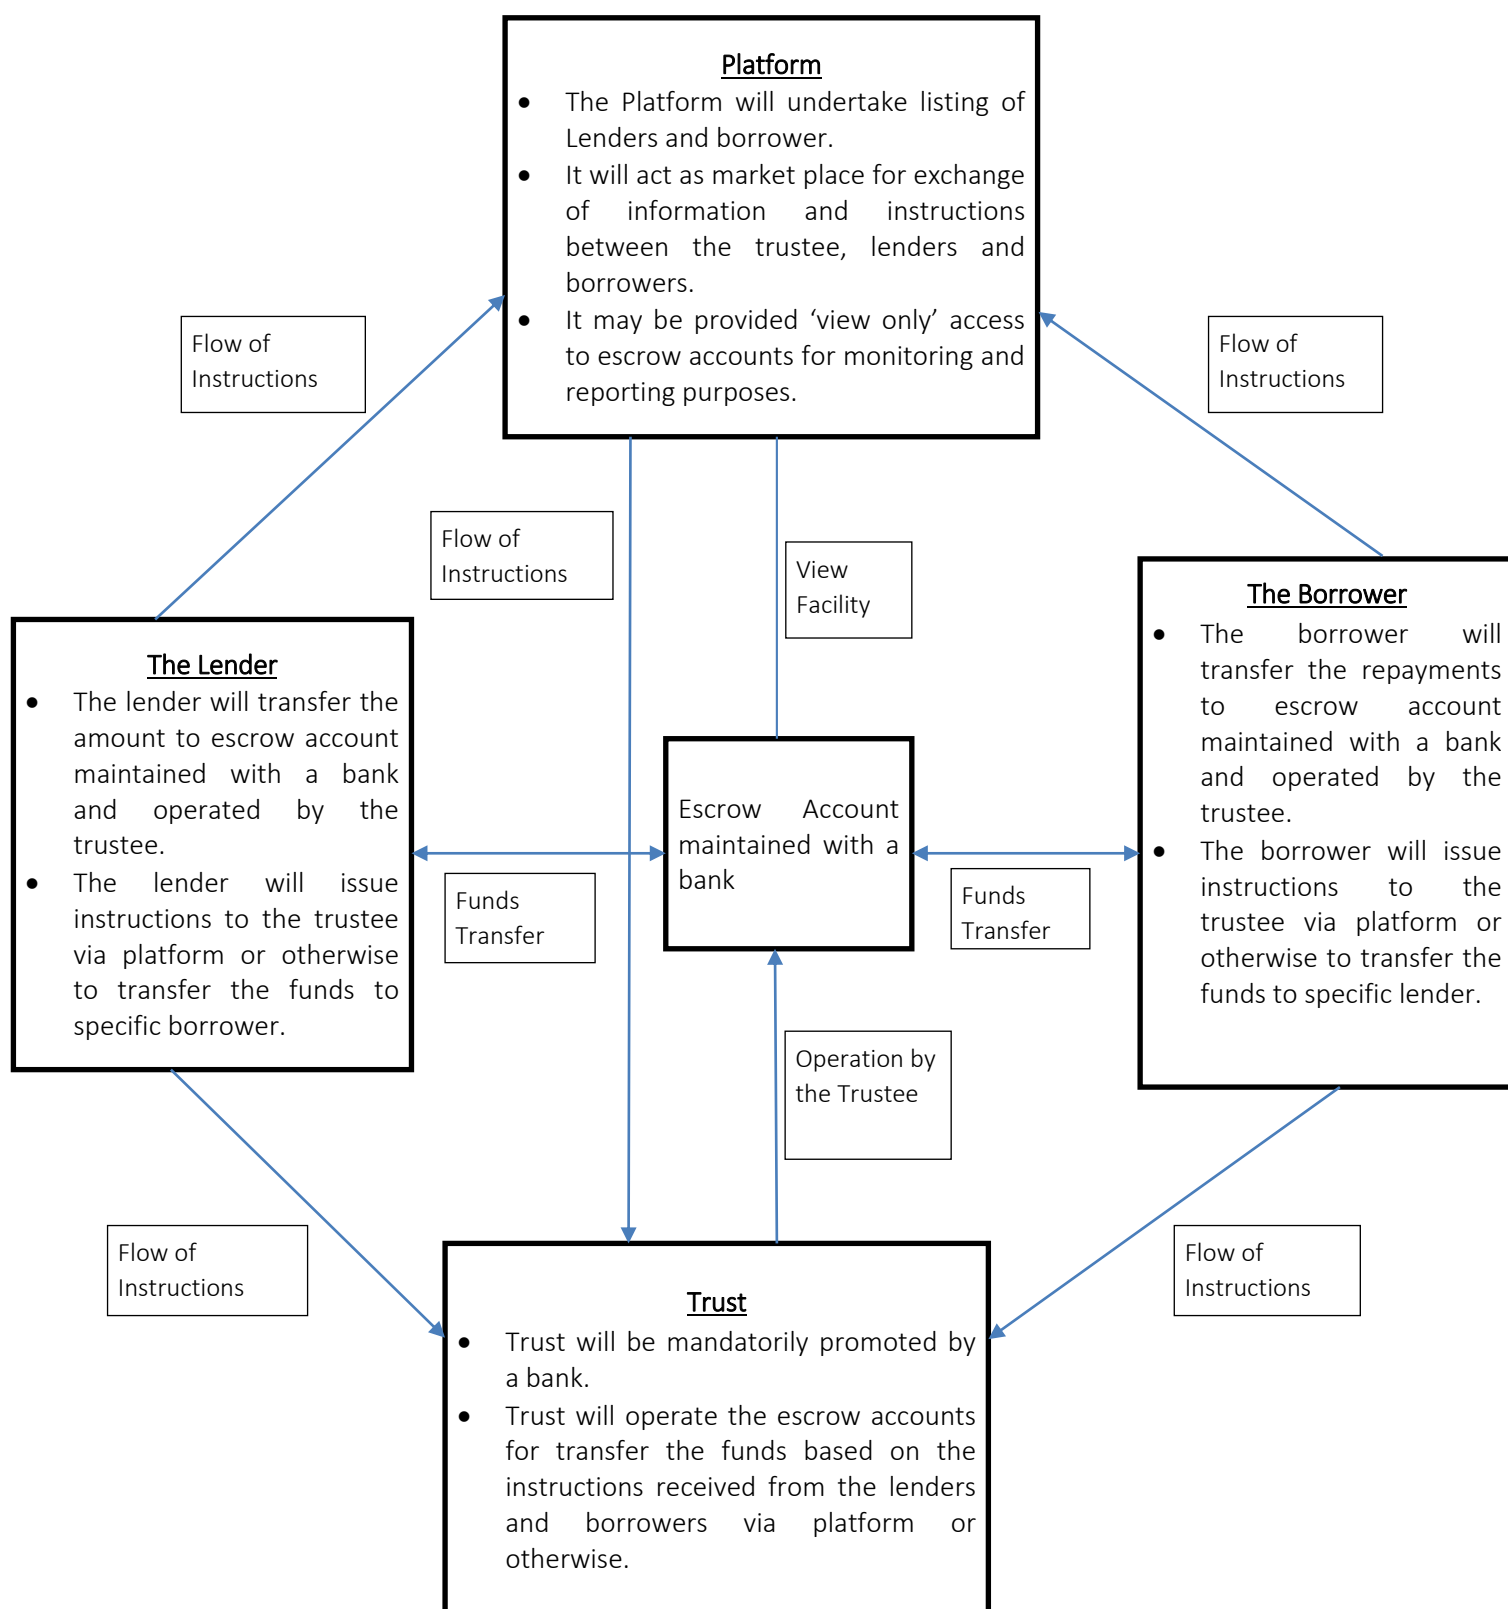 Platform
• The Platform will undertake listing of
Lenders and borrower.
• It will act as market place for exchange
of information and instructions
between the trustee, lenders and
borrowers.
• It may be provided ‘view only’ access
to escrow accounts for monitoring and
reporting purposes.
Flow of
Instructions
Flow of
Instructions
Flow of
Instructions
View
Facility
The Lender
• The lender will transfer the
amount to escrow account
maintained with a bank
and operated by the
trustee.
• The lender will issue
instructions to the trustee
via platform or otherwise
to transfer the funds to
specific borrower.
Escrow Account
maintained with a
bank
The Borrower
• The borrower will
transfer the repayments
to escrow account
maintained with a bank
and operated by the
trustee.
• The borrower will issue
instructions to the
trustee via platform or
otherwise to transfer the
funds to specific lender.
Funds
Transfer
Funds
Transfer
Operation by
the Trustee
Flow of
Instructions
Flow of
Instructions
Trust
• Trust will be mandatorily promoted by
a bank.
• Trust will operate the escrow accounts
for transfer the funds based on the
instructions received from the lenders
and borrowers via platform or
otherwise.